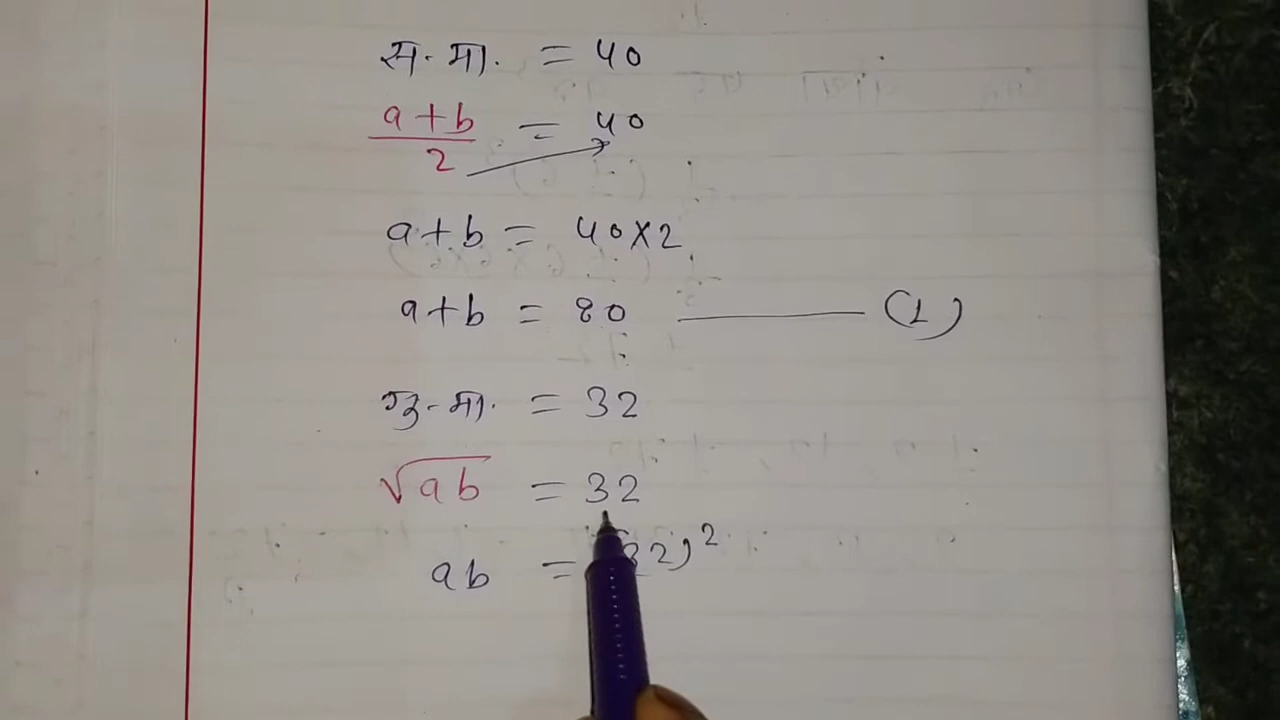 स.मा. = 40
a+b/2 = 40
a+b = 40×2
a+b = 80 ——— (1)
गु.मा. = 32
√ab = 32
ab = (32)²